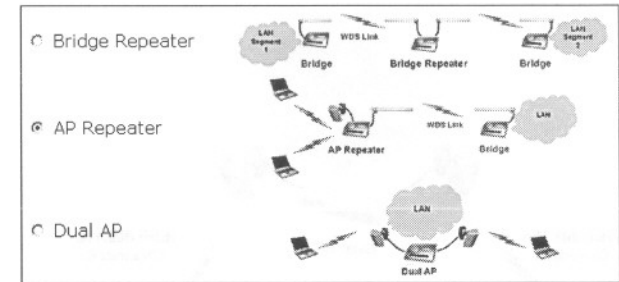 Bridge Repeater
LAN Segment 1
WDS Link
LAN Segment 2
Bridge
Bridge Repeater
Bridge
AP Repeater
WDS Link
LAN
AP Repeater
Bridge
LAN
Dual AP
Dual AP